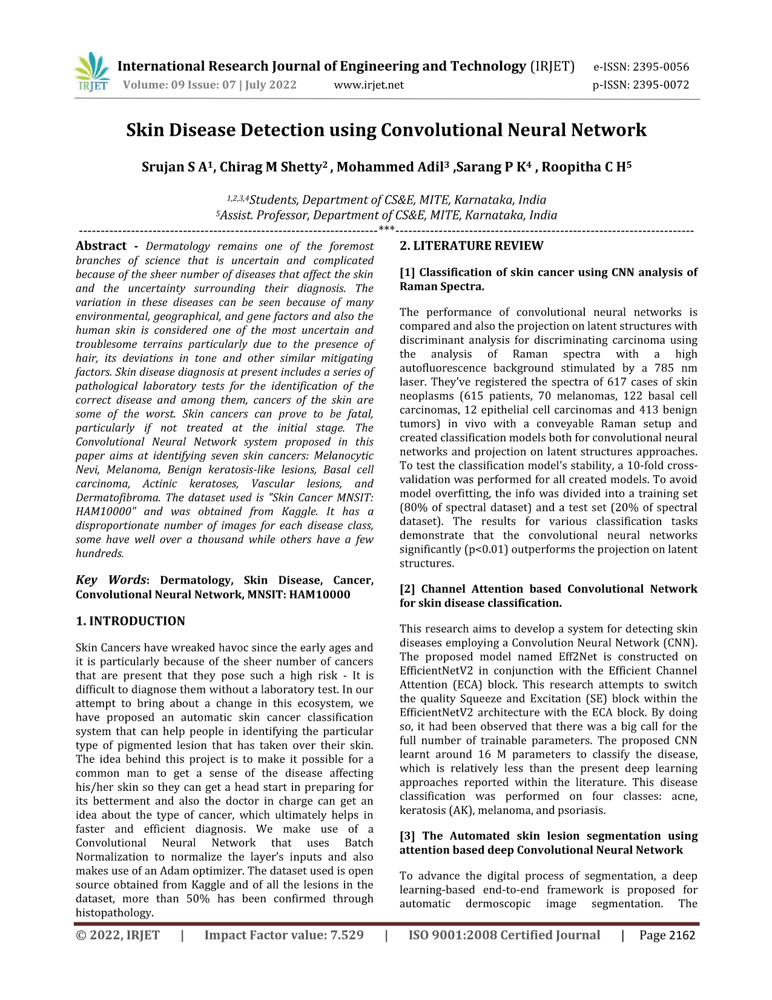 International Research Journal of Engineering and Technology (IRJET) e-ISSN: 2395-0056
IRJET Volume: 09 Issue: 07 | July 2022 www.irjet.net p-ISSN: 2395-0072
Skin Disease Detection using Convolutional Neural Network
Srujan S A1, Chirag M Shetty2 , Mohammed Adil3 ,Sarang P K4 , Roopitha C H5
1,2,3,4Students, Department of CS&E, MITE, Karnataka, India
5Assist. Professor, Department of CS&E, MITE, Karnataka, India
---------------------------------------------------------------------***---------------------------------------------------------------------
Abstract - Dermatology remains one of the foremost
branches of science that is uncertain and complicated
because of the sheer number of diseases that affect the skin
and the uncertainty surrounding their diagnosis. The
variation in these diseases can be seen because of many
environmental, geographical, and gene factors and also the
human skin is considered one of the most uncertain and
troublesome terrains particularly due to the presence of
hair, its deviations in tone and other similar mitigating
factors. Skin disease diagnosis at present includes a series of
pathological laboratory tests for the identification of the
correct disease and among them, cancers of the skin are
some of the worst. Skin cancers can prove to be fatal,
particularly if not treated at the initial stage. The
Convolutional Neural Network system proposed in this
paper aims at identifying seven skin cancers: Melanocytic
Nevi, Melanoma, Benign keratosis-like lesions, Basal cell
carcinoma, Actinic keratoses, Vascular lesions, and
Dermatofibroma. The dataset used is "Skin Cancer MNSIT:
HAM10000" and was obtained from Kaggle. It has a
disproportionate number of images for each disease class,
some have well over a thousand while others have a few
hundreds.
Key Words: Dermatology, Skin Disease, Cancer,
Convolutional Neural Network, MNSIT: HAM10000
1. INTRODUCTION
Skin Cancers have wreaked havoc since the early ages and
it is particularly because of the sheer number of cancers
that are present that they pose such a high risk - It is
difficult to diagnose them without a laboratory test. In our
attempt to bring about a change in this ecosystem, we
have proposed an automatic skin cancer classification
system that can help people in identifying the particular
type of pigmented lesion that has taken over their skin.
The idea behind this project is to make it possible for a
common man to get a sense of the disease affecting
his/her skin so they can get a head start in preparing for
its betterment and also the doctor in charge can get an
idea about the type of cancer, which ultimately helps in
faster and efficient diagnosis. We make use of a
Convolutional Neural Network that uses Batch
Normalization to normalize the layer’s inputs and also
makes use of an Adam optimizer. The dataset used is open
source obtained from Kaggle and of all the lesions in the
dataset, more than 50% has been confirmed through
histopathology.
2. LITERATURE REVIEW
[1] Classification of skin cancer using CNN analysis of
Raman Spectra.
The performance of convolutional neural networks is
compared and also the projection on latent structures with
discriminant analysis for discriminating carcinoma using
the analysis of Raman spectra with a high
autofluorescence background stimulated by a 785 nm
laser. They’ve registered the spectra of 617 cases of skin
neoplasms (615 patients, 70 melanomas, 122 basal cell
carcinomas, 12 epithelial cell carcinomas and 413 benign
tumors) in vivo with a conveyable Raman setup and
created classification models both for convolutional neural
networks and projection on latent structures approaches.
To test the classification model’s stability, a 10-fold cross-
validation was performed for all created models. To avoid
model overfitting, the info was divided into a training set
(80% of spectral dataset) and a test set (20% of spectral
dataset). The results for various classification tasks
demonstrate that the convolutional neural networks
significantly (p<0.01) outperforms the projection on latent
structures.
[2] Channel Attention based Convolutional Network
for skin disease classification.
This research aims to develop a system for detecting skin
diseases employing a Convolution Neural Network (CNN).
The proposed model named Eff2Net is constructed on
EfficientNetV2 in conjunction with the Efficient Channel
Attention (ECA) block. This research attempts to switch
the quality Squeeze and Excitation (SE) block within the
EfficientNetV2 architecture with the ECA block. By doing
so, it had been observed that there was a big call for the
full number of trainable parameters. The proposed CNN
learnt around 16 M parameters to classify the disease,
which is relatively less than the present deep learning
approaches reported within the literature. This disease
classification was performed on four classes: acne,
keratosis (AK), melanoma, and psoriasis.
[3] The Automated skin lesion segmentation using
attention based deep Convolutional Neural Network
To advance the digital process of segmentation, a deep
learning-based end-to-end framework is proposed for
automatic dermoscopic image segmentation. The
© 2022, IRJET | Impact Factor value: 7.529 | ISO 9001:2008 Certified Journal | Page 2162